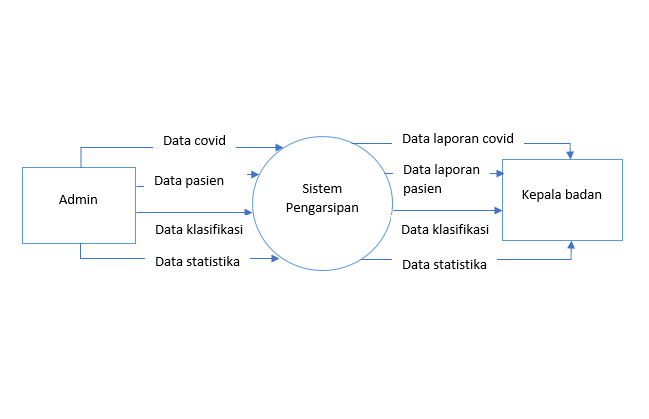 Data covid
Data laporan covid
Data pasien
Data laporan
pasien
Admin
Sistem
Pengarsipan
Kepala badan
Data klasifikasi
Data klasifikasi
Data statistika
Data statistika